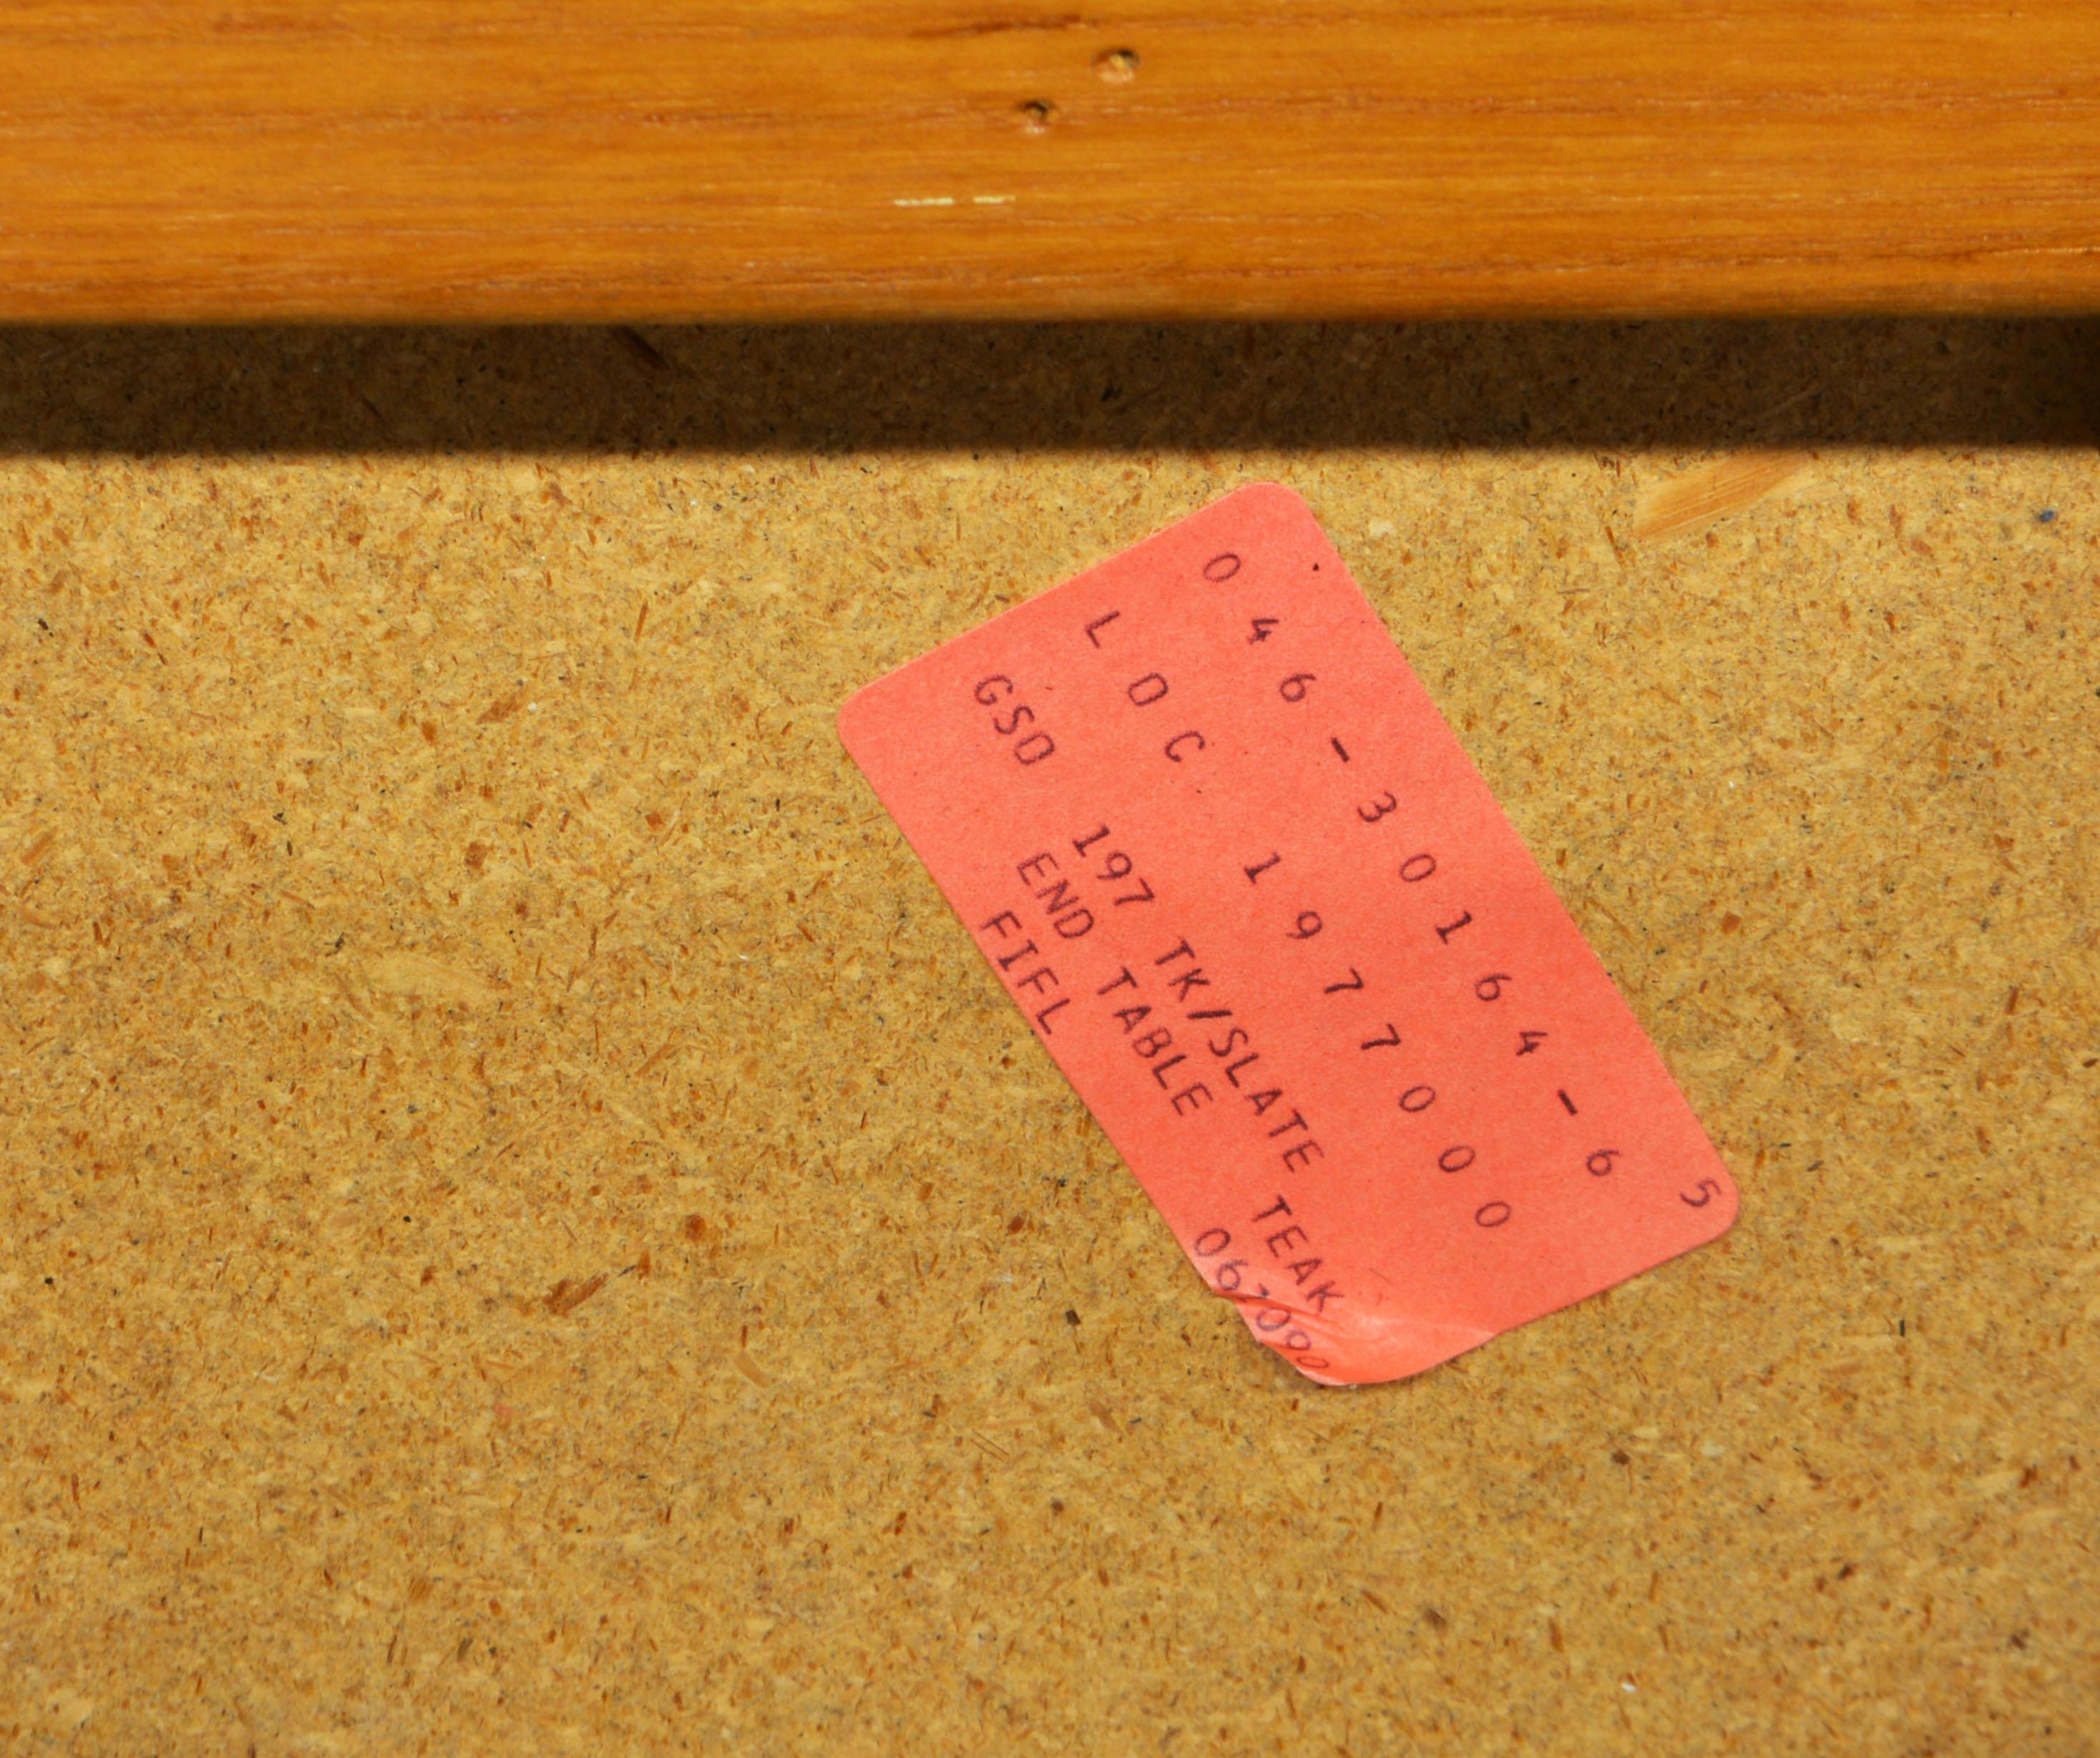 046-30164-6 5
LOC 1977000
GSO 197 TK/SLATE TEAK
END TABLE
FIFL